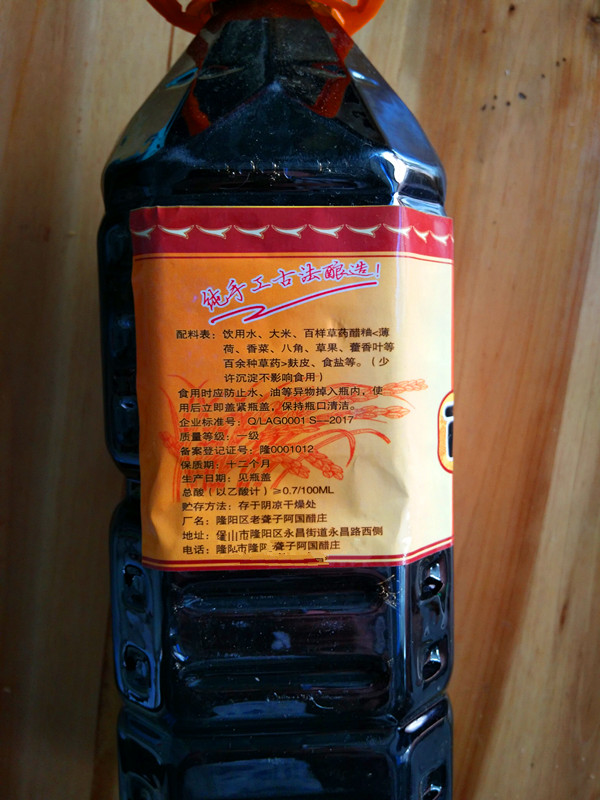 纯手工古法酿造！
配料表：饮用水、大米、百样草药醋糟<薄
荷、香菜、八角、草果、藿香叶等
百余种草药>麸皮、食盐等。（少
许沉淀不影响食用）
食用时应防止水、油等异物掉入瓶内，使
用后立即盖紧瓶盖，保持瓶口清洁。
企业标准号：Q/LAG0001 S—2017
质量等级：一级
备案登记证号：隆0001012
保质期：十二个月
生产日期：见瓶盖
总酸（以乙酸计）≥0.7/100ML
贮存方法：存于阴凉干燥处
厂名：隆阳区老聋子阿国醋庄
地址：山市隆阳区永昌街道永昌路西侧
电话：隆 市隆阳 聋子阿国醋庄